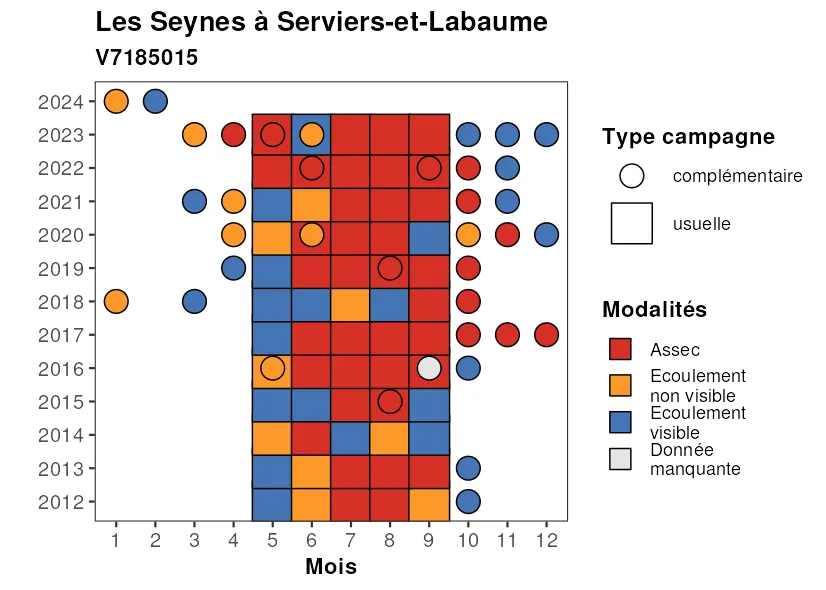 Les Seynes à Serviers-et-Labaume
V7185015
2024
2023
2022
2021
2020
2019
2018
2017
2016
2015
2014
2013
2012
1 2 3 4 5 6 7 8 9 10 11 12
Mois
Type campagne
complémentaire
usuelle
Modalités
Assec
Ecoulement
non visible
Ecoulement
visible
Donnée
manquante